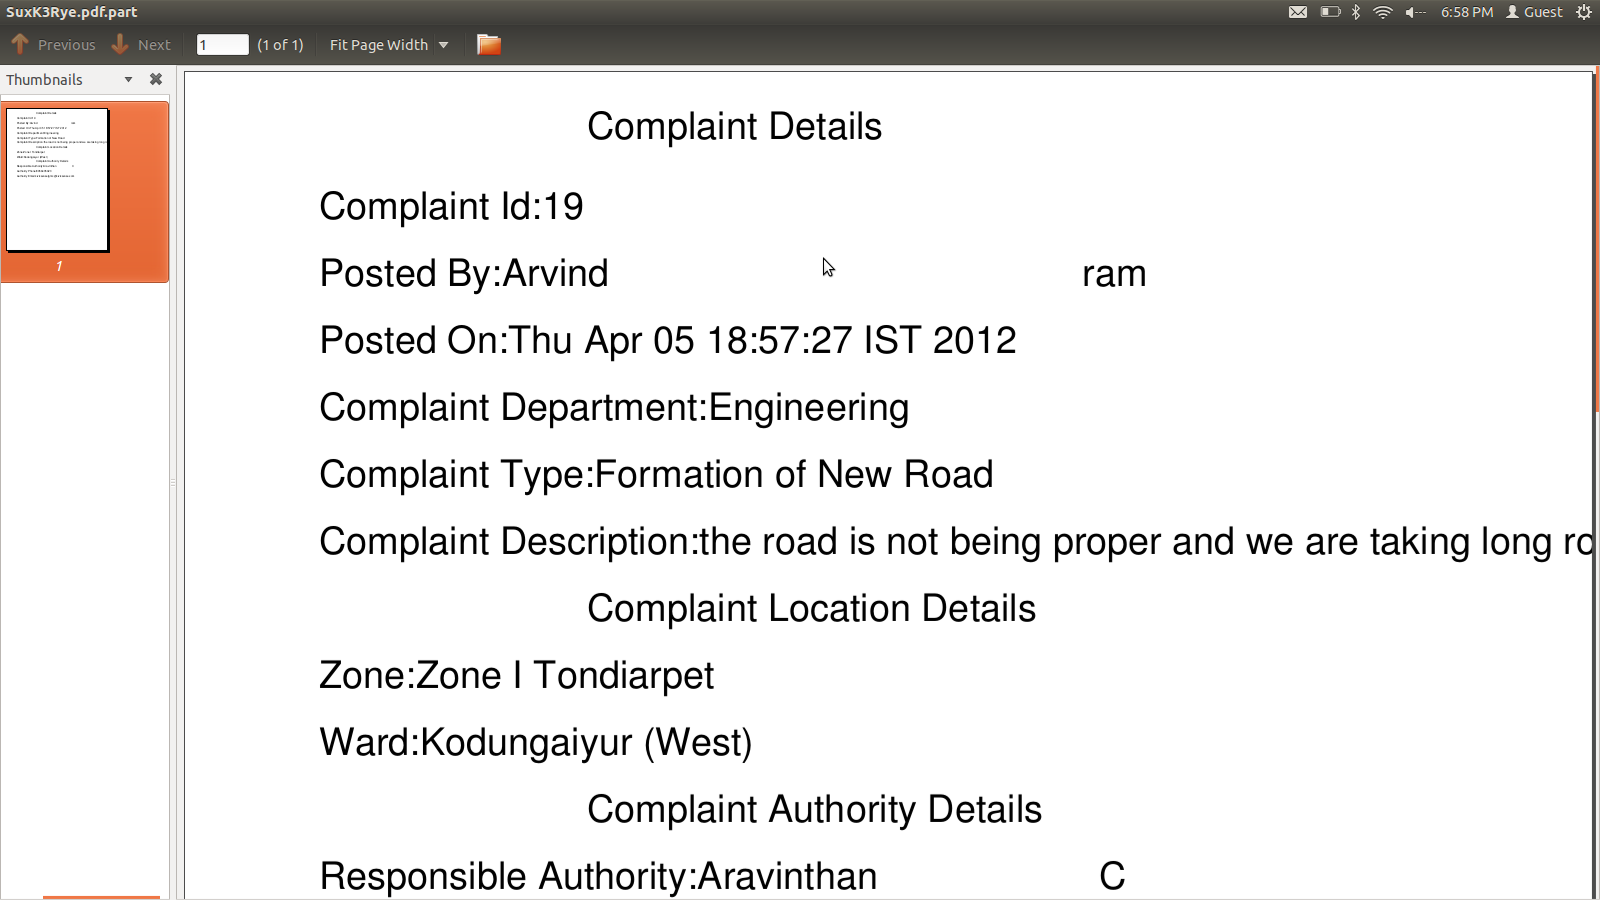 SuxK3Rye.pdf.part
6:58 PM Guest
Previous Next 1 (1 of 1) Fit Page Width
Thumbnails
1
Complaint Details
Complaint Id:19
Posted By:Arvind ram
Posted On:Thu Apr 05 18:57:27 IST 2012
Complaint Department:Engineering
Complaint Type:Formation of New Road
Complaint Description:the road is not being proper and we are taking long
Complaint Location Details
Zone:Zone I Tondiarpet
Ward:Kodungaiyur (West)
Complaint Authority Details
Responsible Authority:Aravinthan C